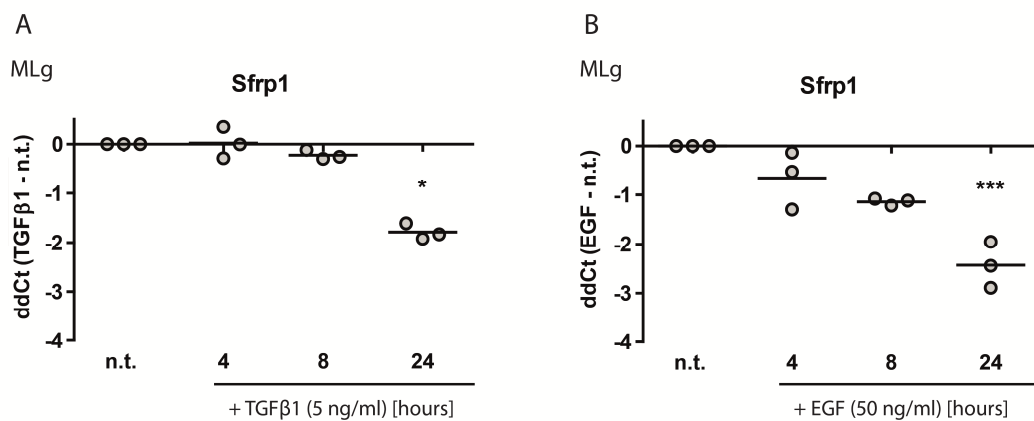 A
MLg
Sfrp1
ddCt (TGFβ1 - n.t.)
0
-1
-2
-3
-4
*
n.t. 4 8 24
+ TGFβ1 (5 ng/ml) [hours]
B
MLg
Sfrp1
ddCt (EGF - n.t.)
0
-1
-2
-3
-4
***
n.t. 4 8 24
+ EGF (50 ng/ml) [hours]